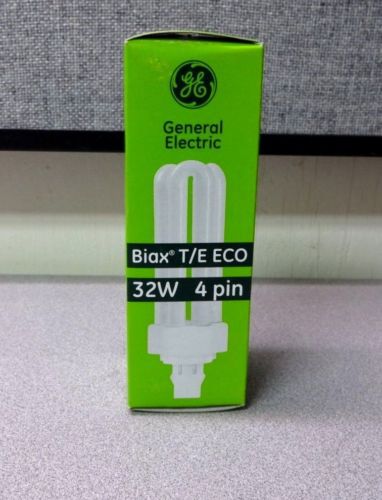 GE
General
Electric
Biax® T/E ECO
32W 4 pin